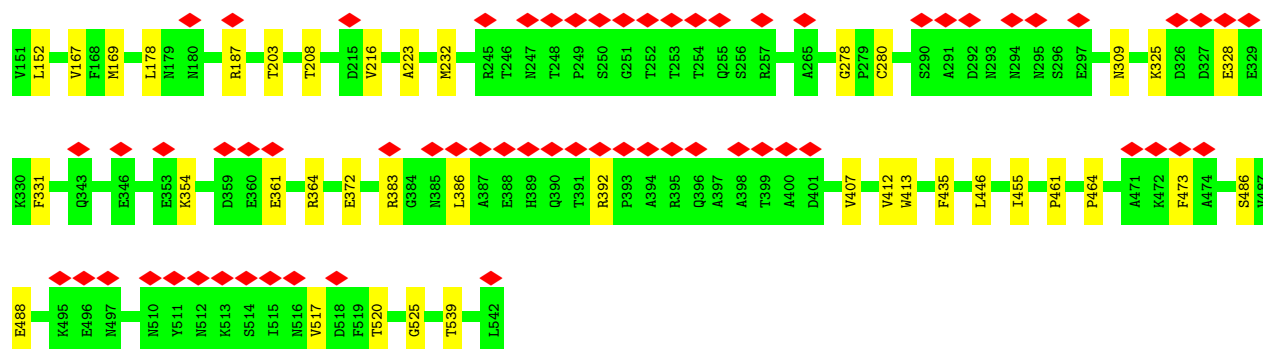 V151 L152 V167 F168 M169 L178 N179 N180 R187 T203 T208 D215 V216 A223 M232 R245 T246 N247 T248 P249 S250 G251 T252 T253 T254 Q255 S256 R257 A265 G278 P279 C280 S290 A291 D292 N293 N294 N295 S296 E297 N309 K325 D326 D327 E328 E329
K330 F331 Q343 E346 E353 K354 D359 E360 E361 R364 E372 R383 G384 N385 L386 A387 E388 H389 Q390 T391 R392 P393 A394 R395 Q396 A397 A398 T399 A400 D401 V407 V412 W413 F435 L446 I455 P461 P464 A471 K472 F473 A474 S486 V487
E488 K495 E496 N497 N510 Y511 N512 K513 S514 I515 N516 V517 D518 F519 T520 G525 T539 L542